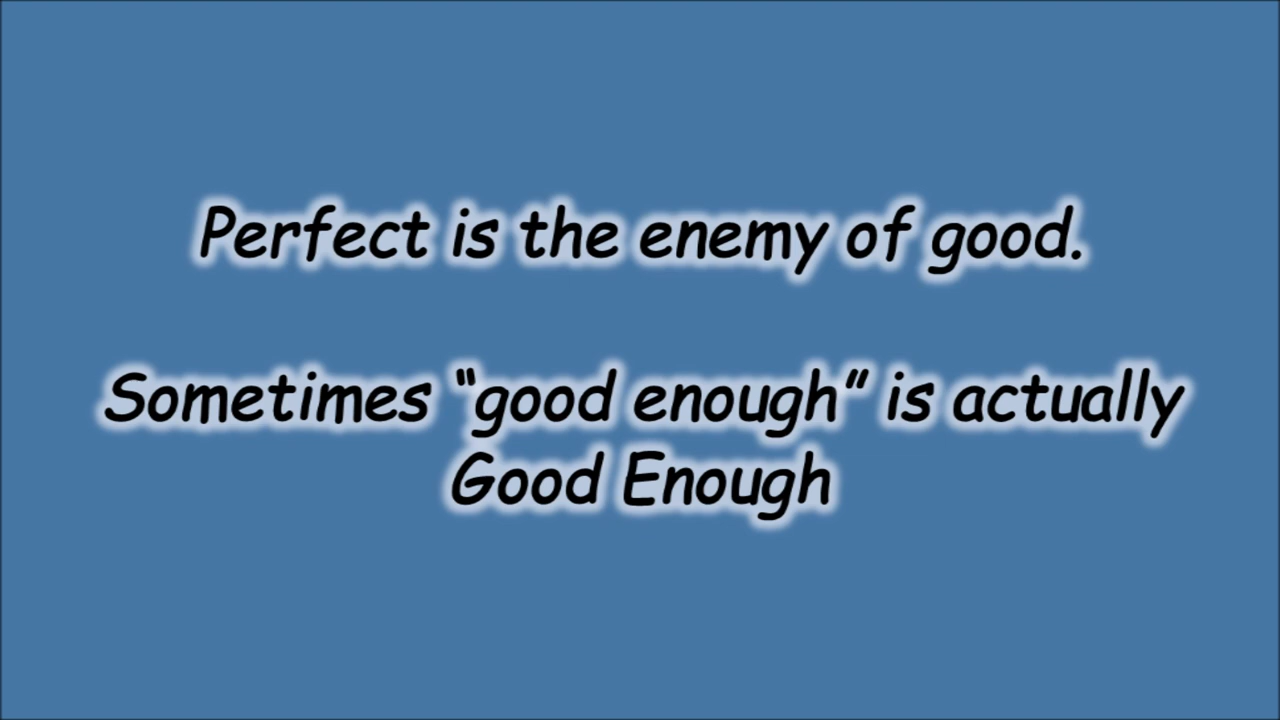 Perfect is the enemy of good.
Sometimes “good enough” is actually
Good Enough